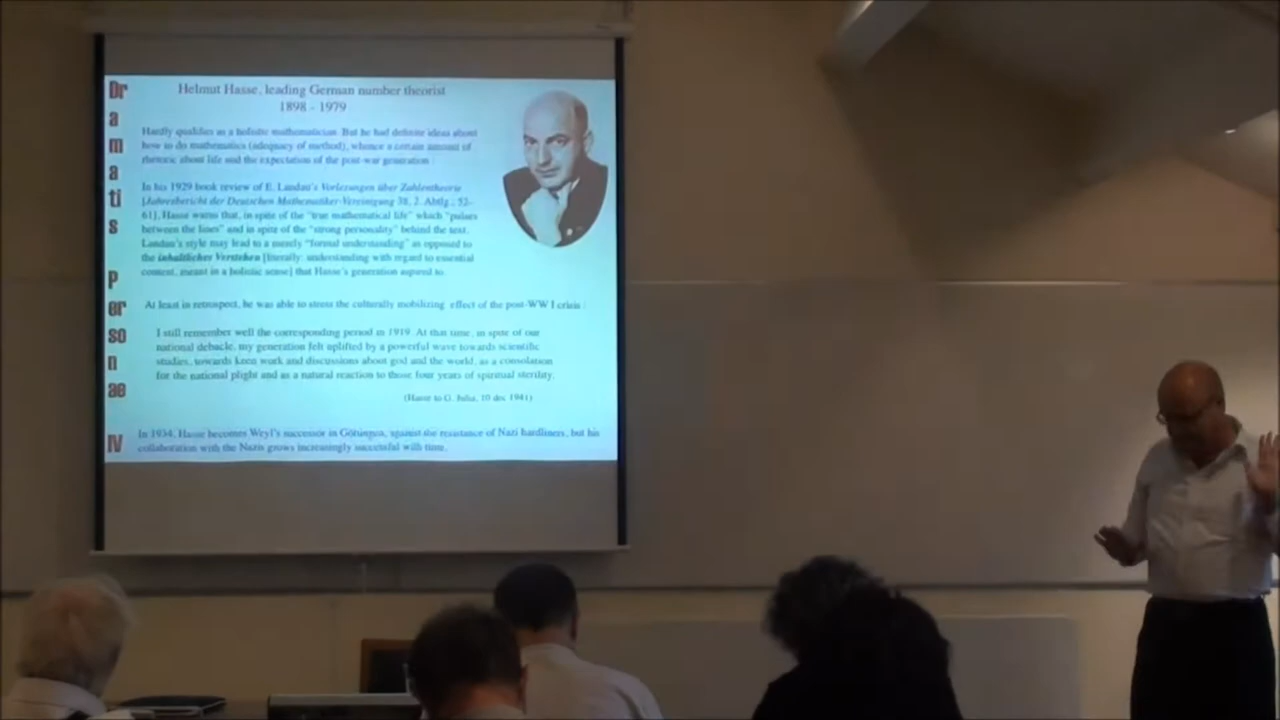 Dr
a
m
a
ti
s
P
er
so
n
ae
IV
Helmut Hasse, leading German number theorist
1898 - 1979
Hardly qualifies as a holistic mathematician. But he had definite ideas about
how to do mathematics (adequacy of method), whence a certain amount of
rhetoric about life and the expectation of the post-war generation :
In his 1929 book review of E. Landau's Vorlezungen über Zahlentheorie
[Jahresbericht der Deutschen Mathematiker-Vereinigung 38, 2. Abtlg., 52-
61], Hasse warns that, in spite of the "true mathematical life" which "pulses
between the lines" and in spite of the "strong personality" behind the text,
Landau's style may lead to a merely "formal understanding" as opposed to
the inhaltlicher Verstehen [literally: understanding with regard to essential
content, meant in a holistic sense] that Hasse's generation aspired to.
At least in retrospect, he was able to stress the culturally mobilizing effect of the post-WW I crisis :
I still remember well the corresponding period in 1919. At that time, in spite of our
national debacle, my generation felt uplifted by a powerful wave towards scientific
studies, towards keen work and discussions about god and the world, as a consolation
for the national plight and as a natural reaction to those four years of spiritual sterility.
(Hasse to G. Julia, 10 dec 1941)
In 1934, Hasse becomes Weyl's successor in Göttingen, against the resistance of Nazi hardliners, but his
collaboration with the Nazis grows increasingly successful with time.